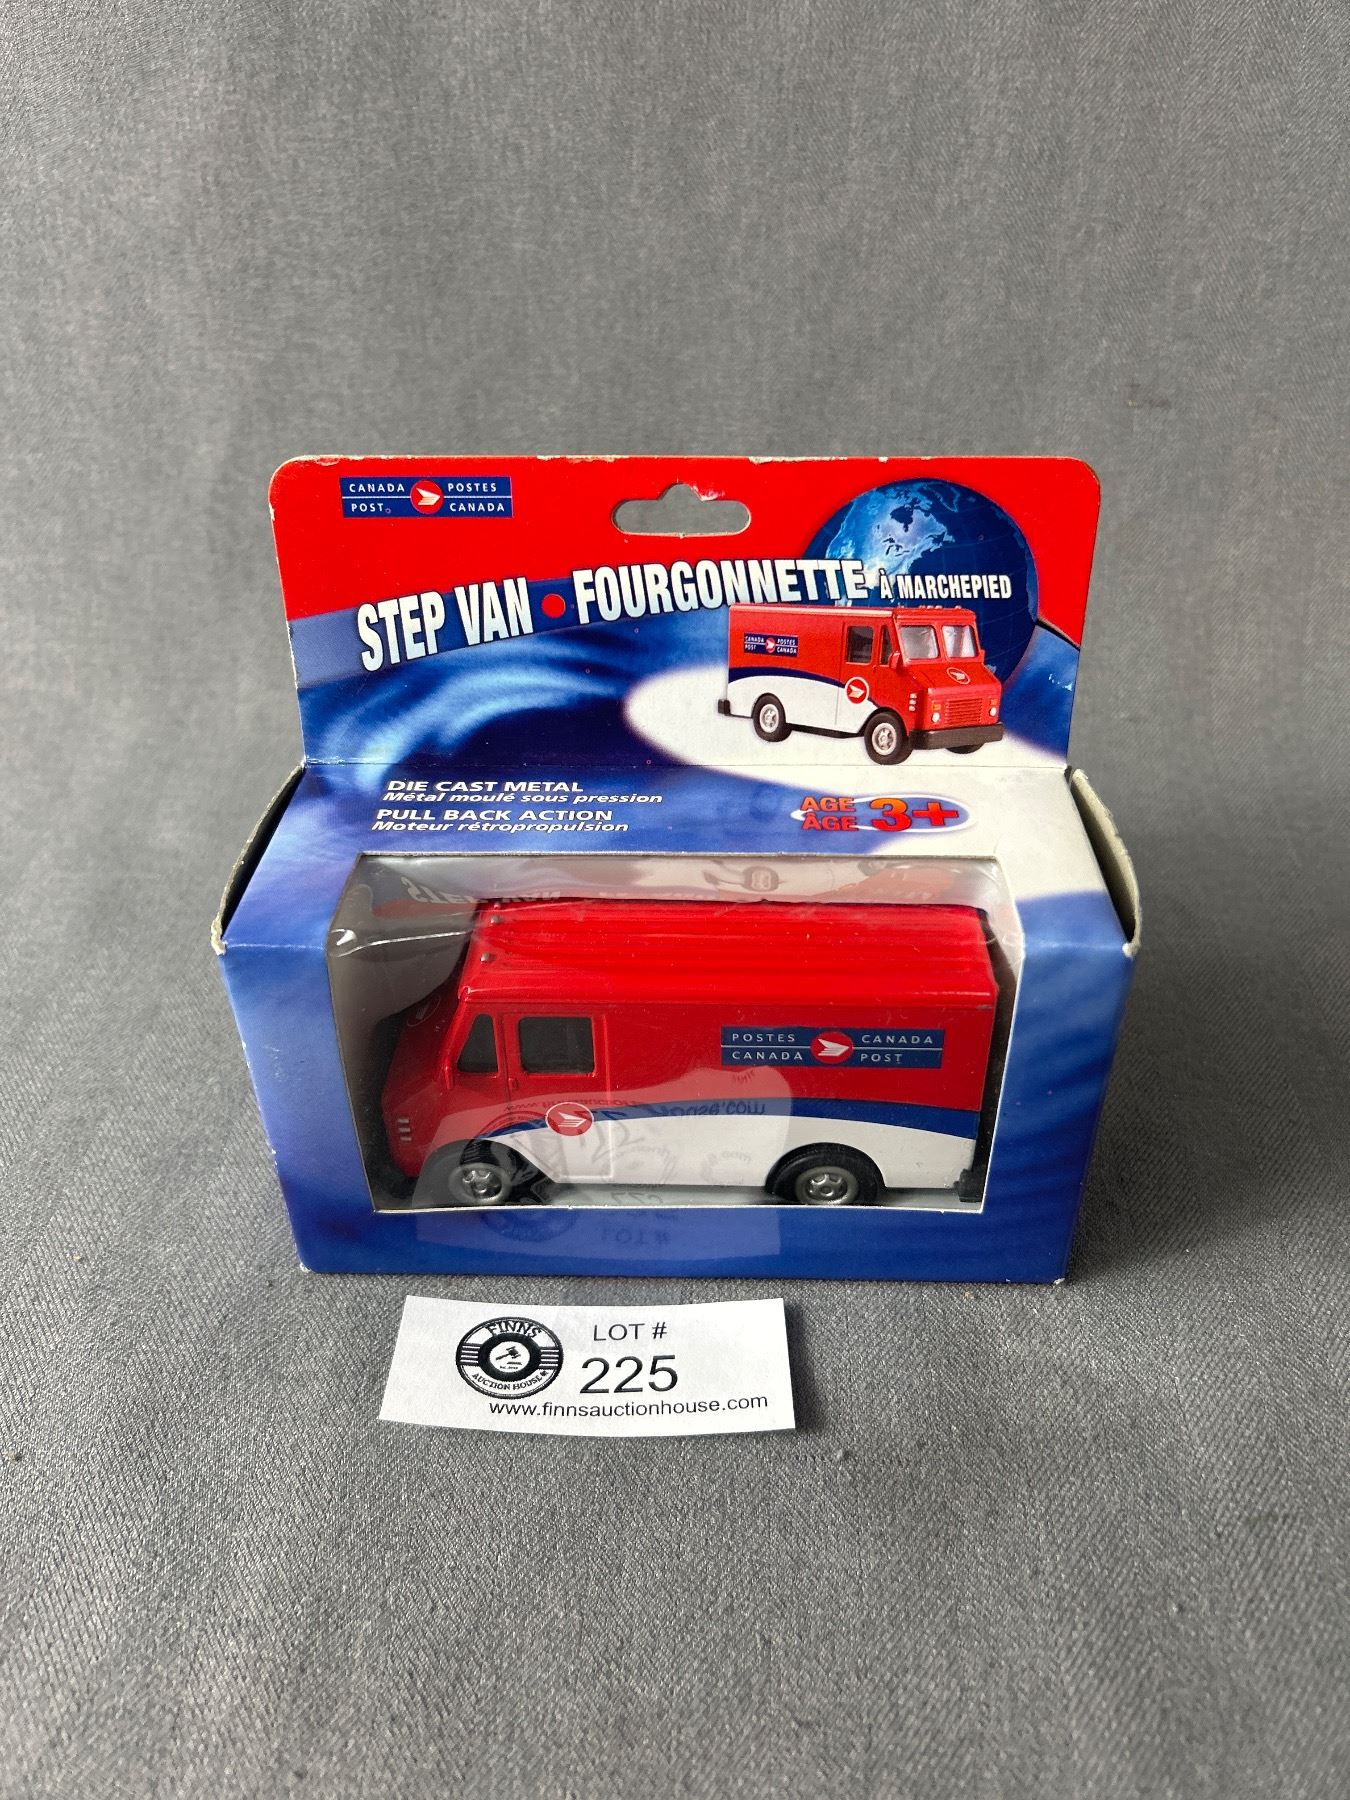 CANADA POSTES
POST CANADA
STEP VAN • FOURGONNETTE À MARCHEPIED
CANADA POSTES
POST CANADA
DIE CAST METAL
Métal moulé sous pression
PULL BACK ACTION
Moteur rétropropulsion
AGE
ÂGE 3+
POSTES CANADA
CANADA POST
FINNS
AUCTION HOUSE
LOT #
225
www.finnsauctionhouse.com